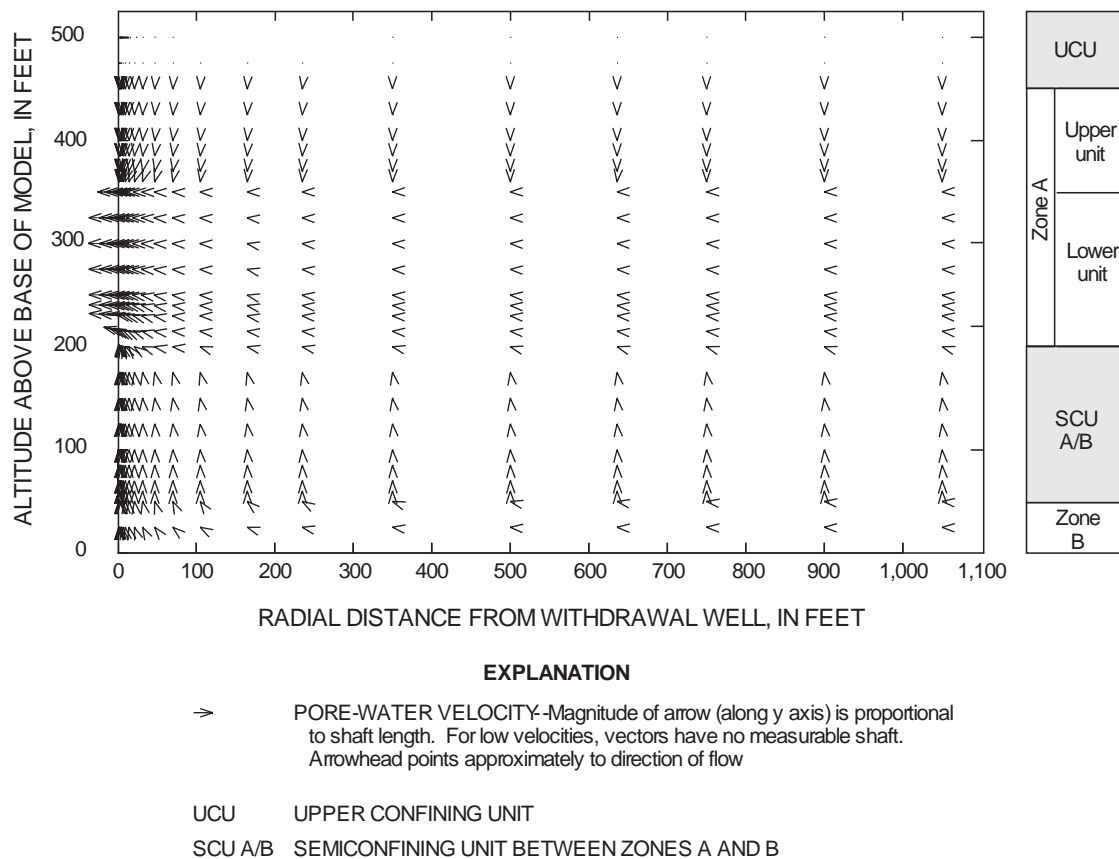 ALTITUDE ABOVE BASE OF MODEL, IN FEET
500
400
300
200
100
0
0 100 200 300 400 500 600 700 800 900 1,000 1,100
RADIAL DISTANCE FROM WITHDRAWAL WELL, IN FEET
UCU
Zone A
Upper
unit
Lower
unit
SCU
A/B
Zone
B
EXPLANATION
PORE-WATER VELOCITY--Magnitude of arrow (along y axis) is proportional
to shaft length. For low velocities, vectors have no measurable shaft.
Arrowhead points approximately to direction of flow
UCU UPPER CONFINING UNIT
SCU A/B SEMICONFINING UNIT BETWEEN ZONES A AND B